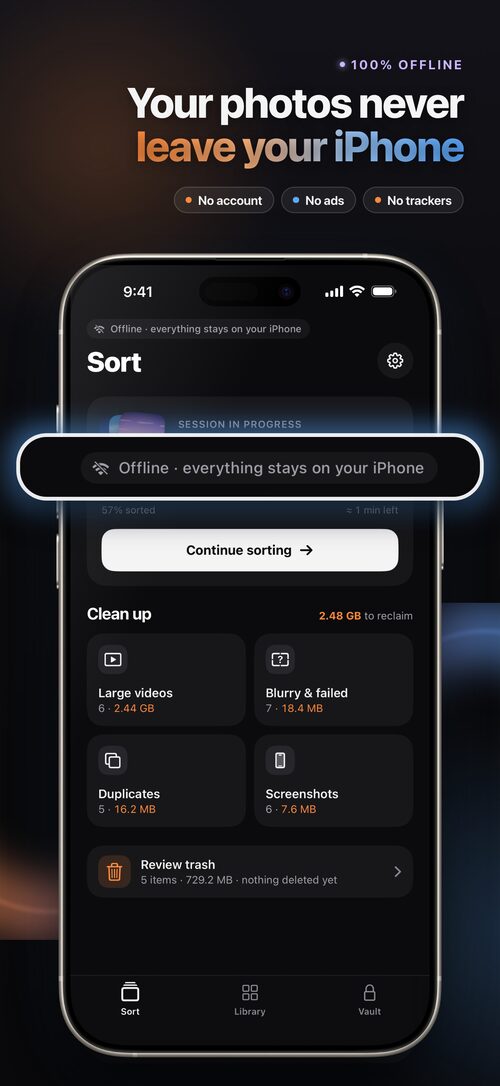 100% OFFLINE
Your photos never
leave your iPhone
No account
No ads
No trackers
9:41
Offline · everything stays on your iPhone
Sort
SESSION IN PROGRESS
Offline · everything stays on your iPhone
57% sorted
≈ 1 min left
Continue sorting →
Clean up
2.48 GB to reclaim
Large videos
6 · 2.44 GB
Blurry & failed
7 · 18.4 MB
Duplicates
5 · 16.2 MB
Screenshots
6 · 7.6 MB
Review trash
5 items · 729.2 MB · nothing deleted yet
Sort
Library
Vault